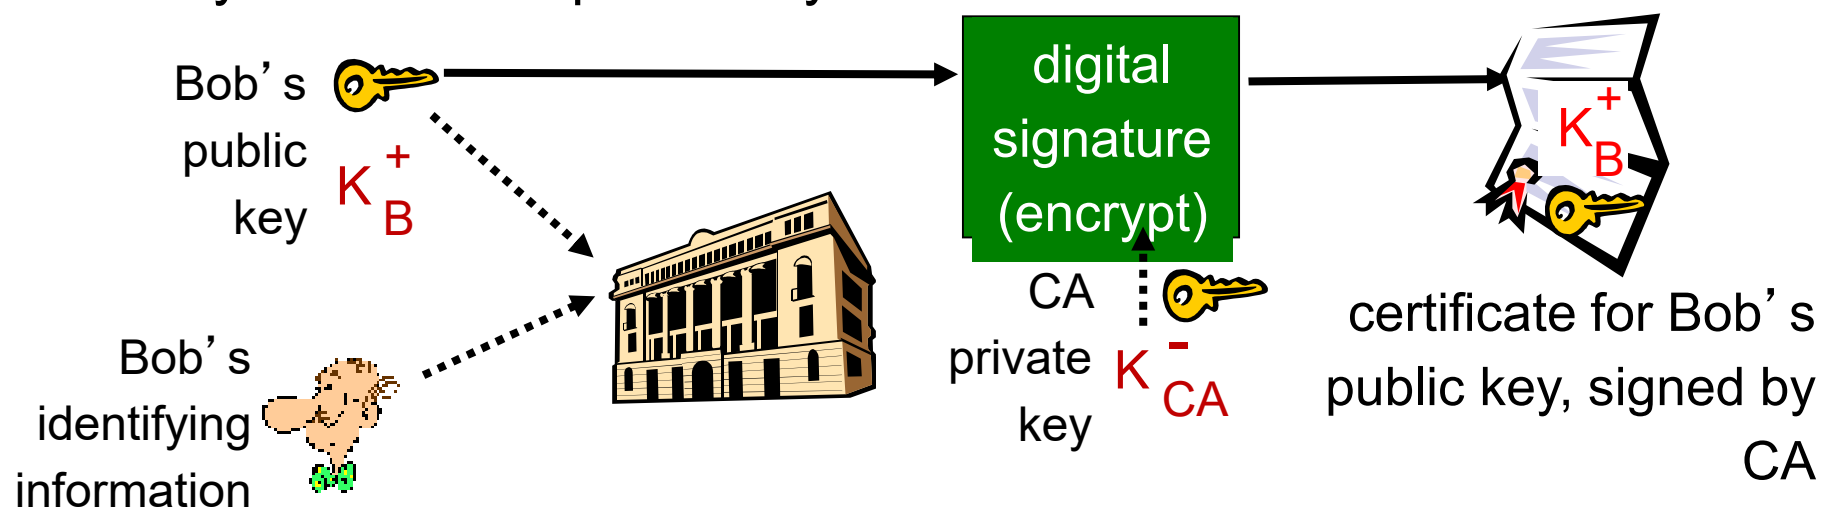 Bob's
public
key
K + B
Bob's
identifying
information
digital
signature
(encrypt)
CA
private
key
K - CA
K + B
certificate for Bob's
public key, signed by
CA